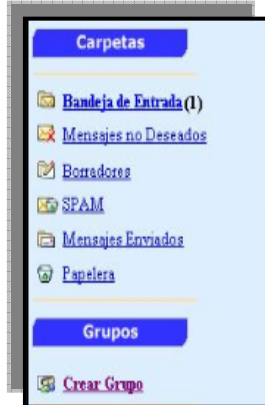 Carpetas
Bandeja de Entrada (1)
Mensajes no Deseados
Borradores
SPAM
Mensajes Enviados
Papelera
Grupos
Crear Grupo